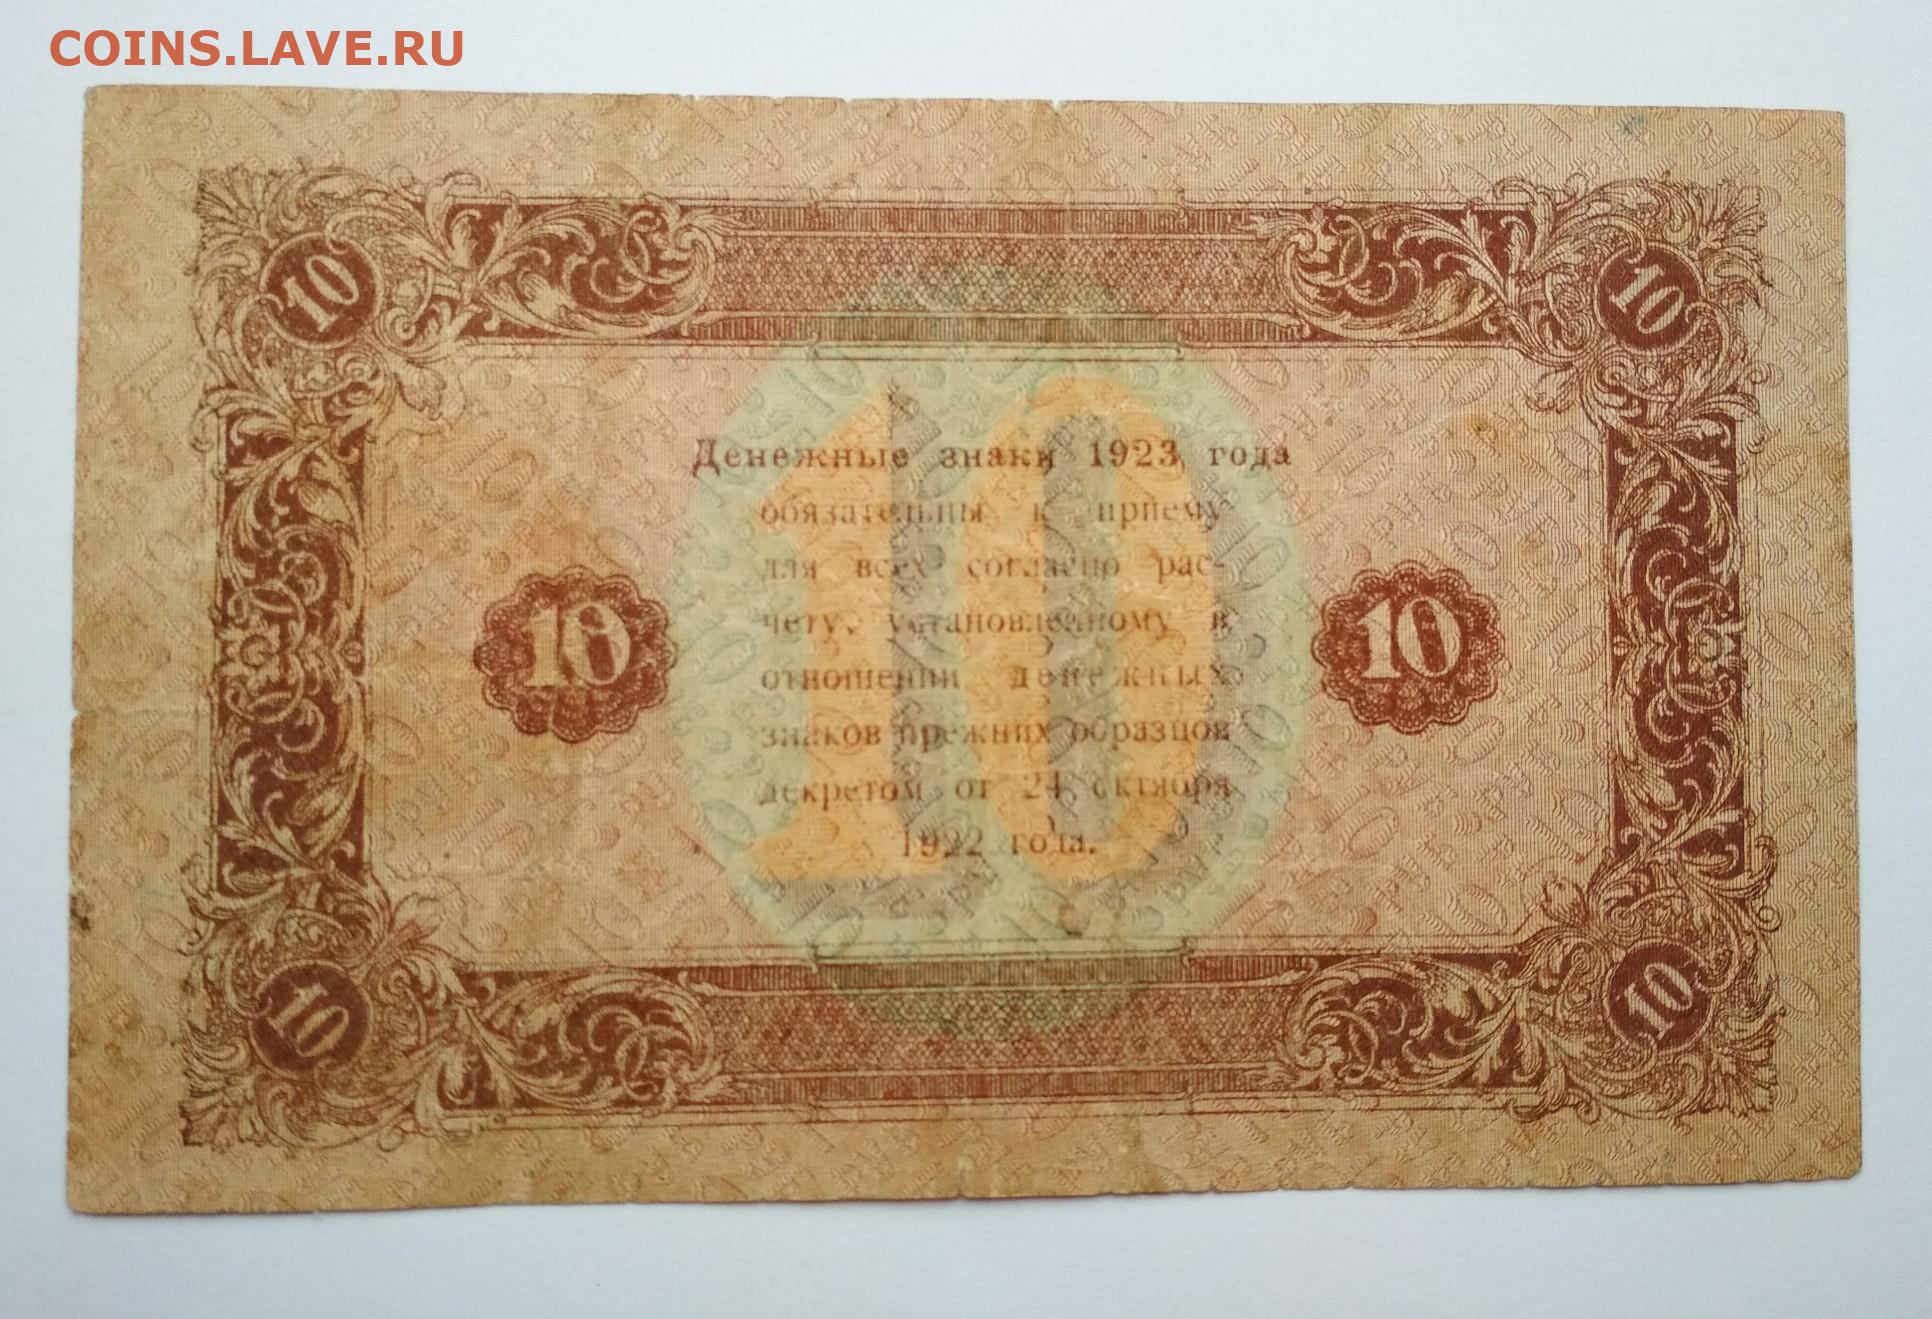 COINS.LAVE.RU
10 10
10
Денежные знаки 1923 года
обязательны к приему
для всех согласно рас-
чету, установленному в
отношении денежных
знаков прежних образцов
декретом от 24 октября
1922 года.
10 10
10 10